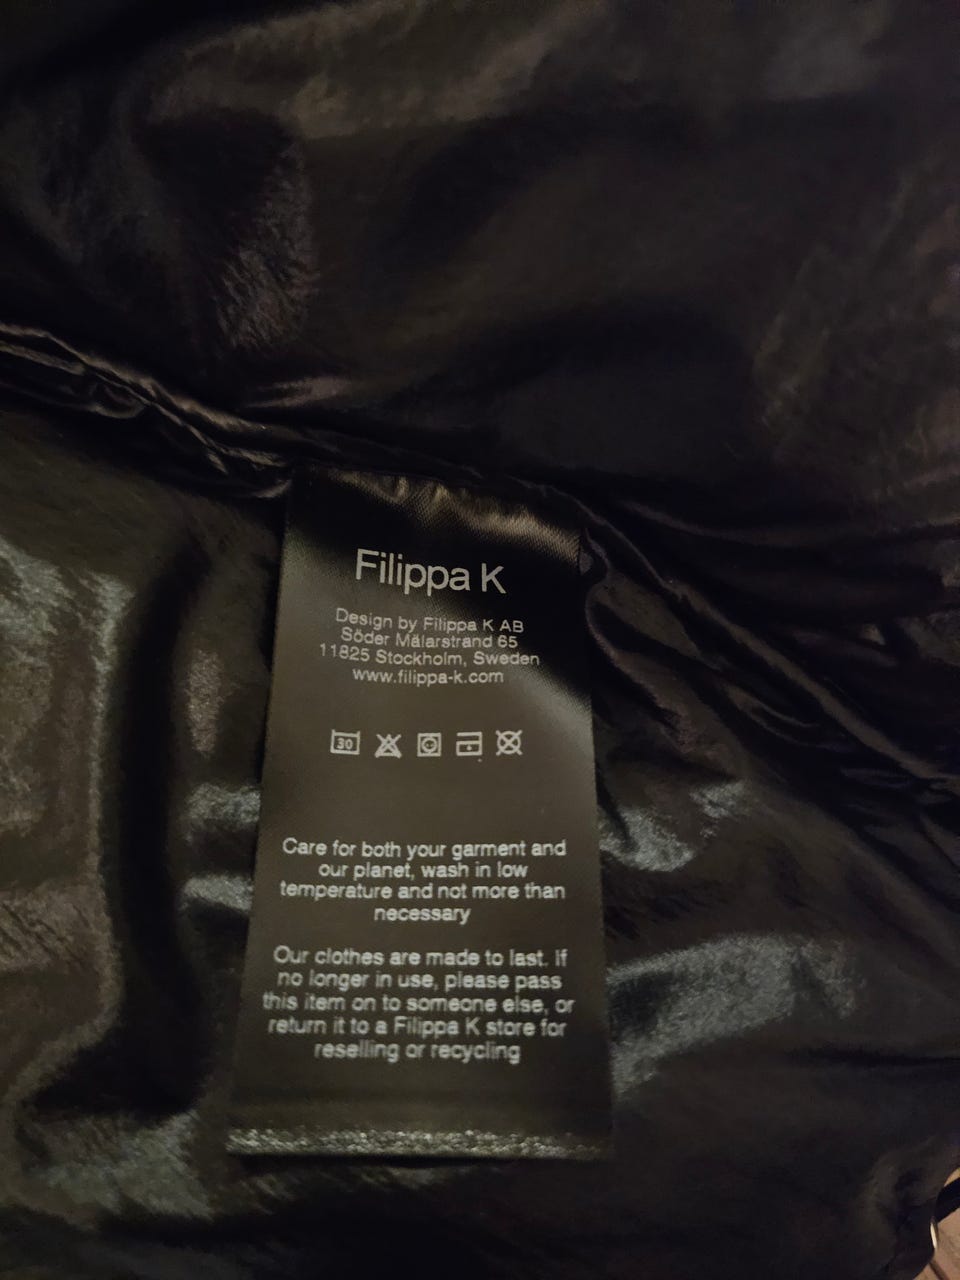 Filippa K
Design by Filippa K AB
Söder Mälarstrand 65
11825 Stockholm, Sweden
www.filippa-k.com
30
Care for both your garment and
our planet, wash in low
temperature and not more than
necessary
Our clothes are made to last. If
no longer in use, please pass
this item on to someone else, or
return it to a Filippa K store for
reselling or recycling